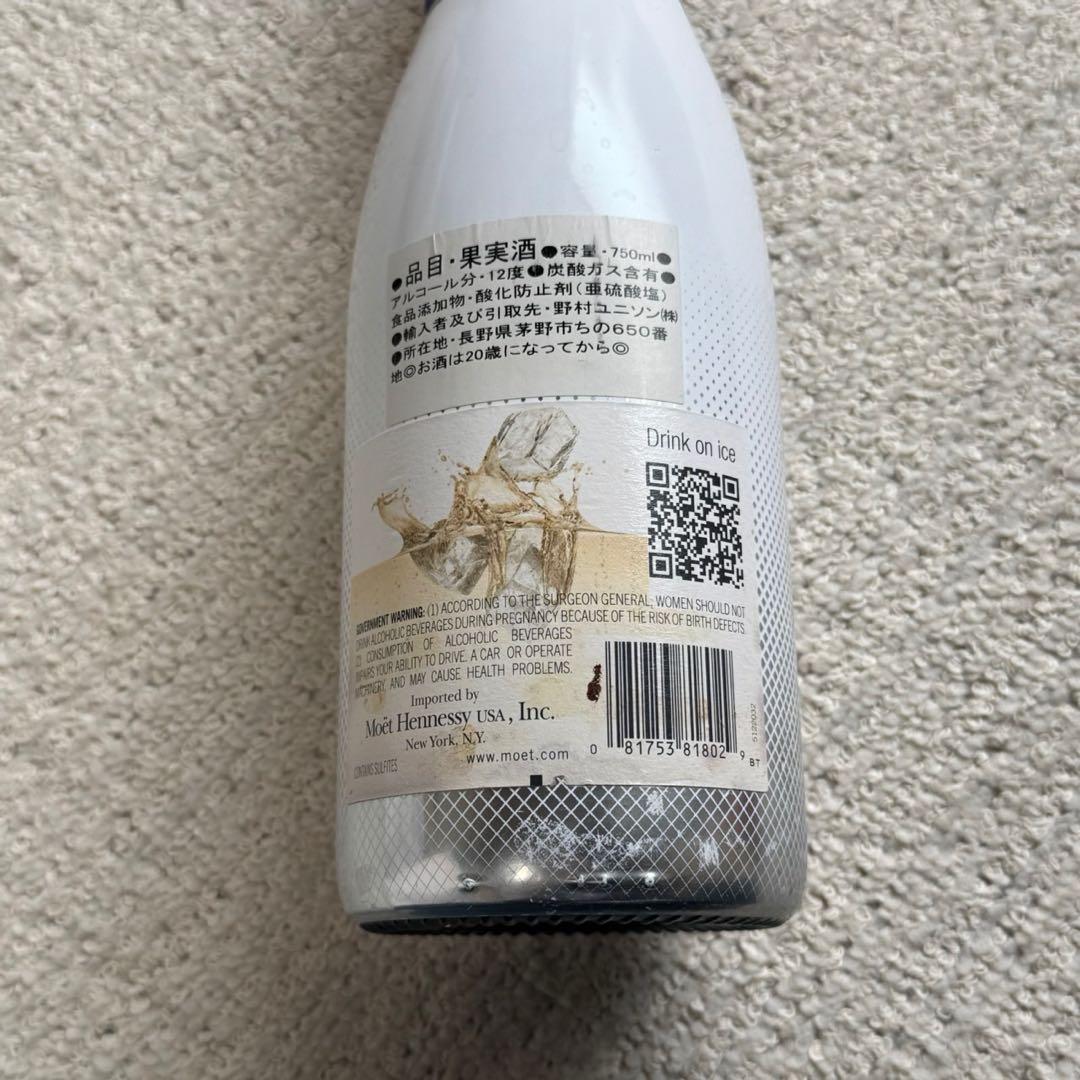 ●品目・果実酒●容量・750ml●
アルコール分・12度●炭酸ガス含有●
食品添加物・酸化防止剤(亜硫酸塩)
●輸入者及び引取先・野村ユニソン㈱
●所在地・長野県茅野市ちの650番
地◎お酒は20歳になってから◎
Drink on ice
GOVERNMENT WARNING: (1) ACCORDING TO THE SURGEON GENERAL, WOMEN SHOULD NOT
DRINK ALCOHOLIC BEVERAGES DURING PREGNANCY BECAUSE OF THE RISK OF BIRTH DEFECTS.
(2) CONSUMPTION OF ALCOHOLIC BEVERAGES
IMPAIRS YOUR ABILITY TO DRIVE A CAR OR OPERATE
MACHINERY, AND MAY CAUSE HEALTH PROBLEMS.
Imported by
Moët Hennessy USA, Inc.
New York, N.Y.
www.moet.com
CONTAINS SULFITES
0 81753 81802 9
BT
5122032